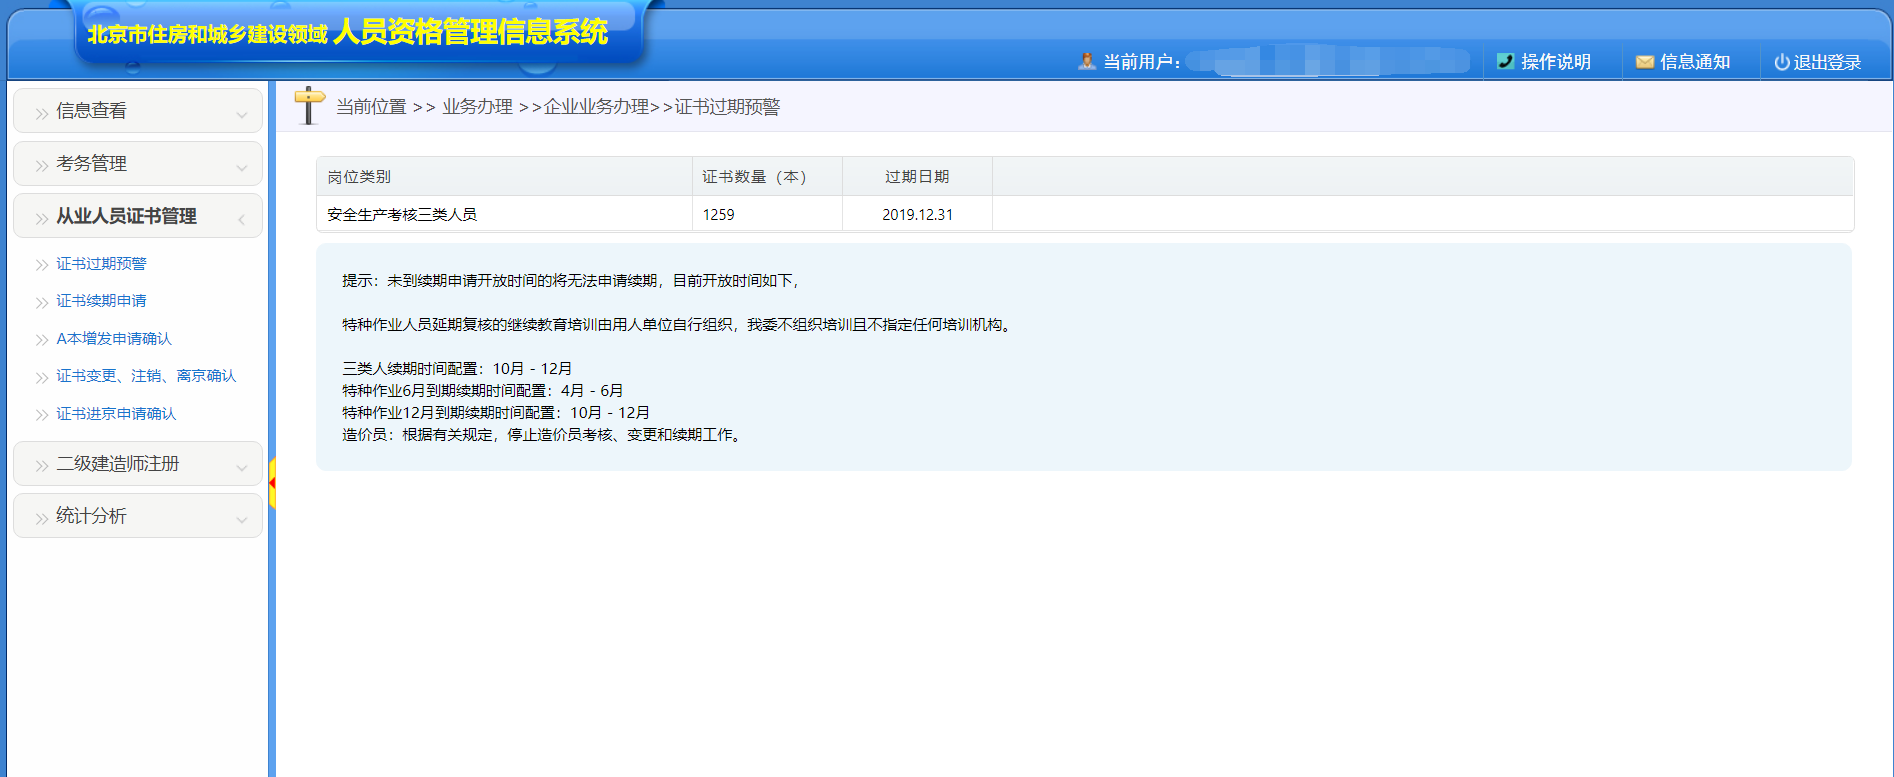 北京市住房和城乡建设领域 人员资格管理信息系统
当前用户：
操作说明
信息通知
退出登录
信息查看
考务管理
从业人员证书管理
证书过期预警
证书续期申请
A本增发申请确认
证书变更、注销、离京确认
证书进京申请确认
二级建造师注册
统计分析
当前位置 >> 业务办理 >>企业业务办理>>证书过期预警
岗位类别 证书数量（本） 过期日期
安全生产考核三类人员 1259 2019.12.31
提示：未到续期申请开放时间的将无法申请续期，目前开放时间如下，
特种作业人员延期复核的继续教育培训由用人单位自行组织，我委不组织培训且不指定任何培训机构。
三类人续期时间配置：10月 - 12月
特种作业6月到期续期时间配置：4月 - 6月
特种作业12月到期续期时间配置：10月 - 12月
造价员：根据有关规定，停止造价员考核、变更和续期工作。